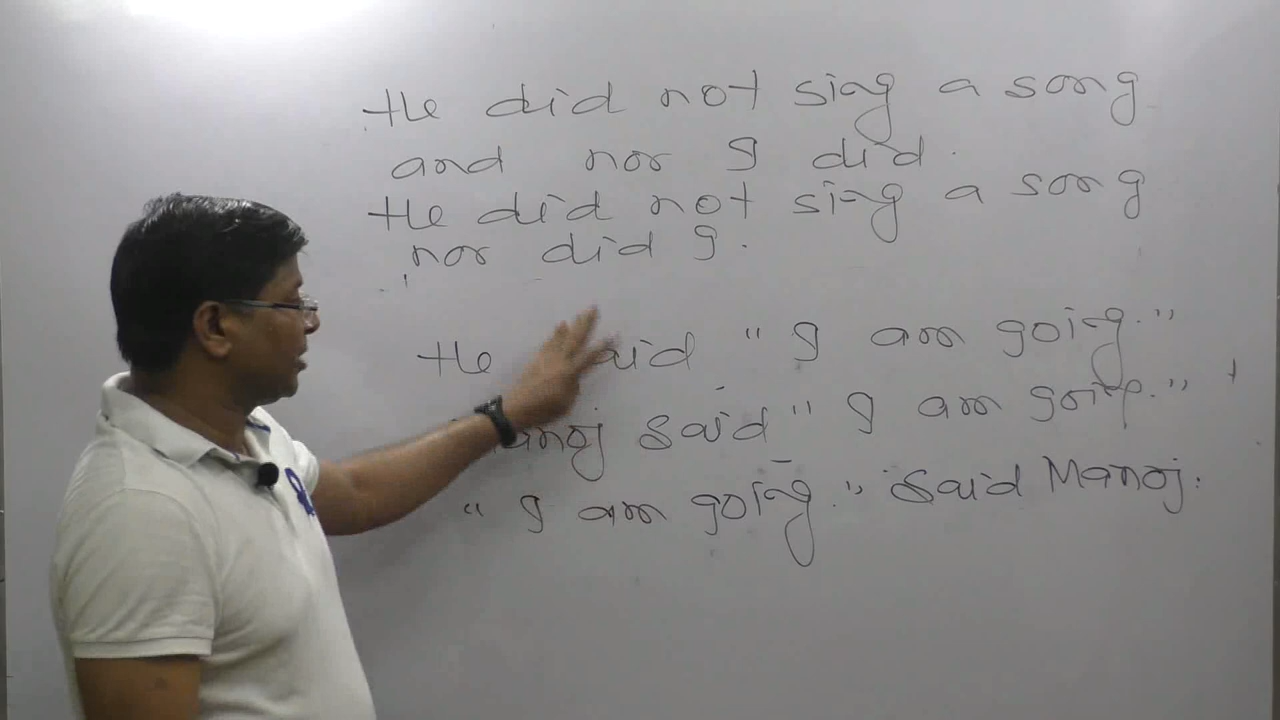 He did not sing a song
and nor I did.
He did not sing a song
nor did I.
He said "I am going."
Manoj said "I am going."
"I am going." said Manoj.